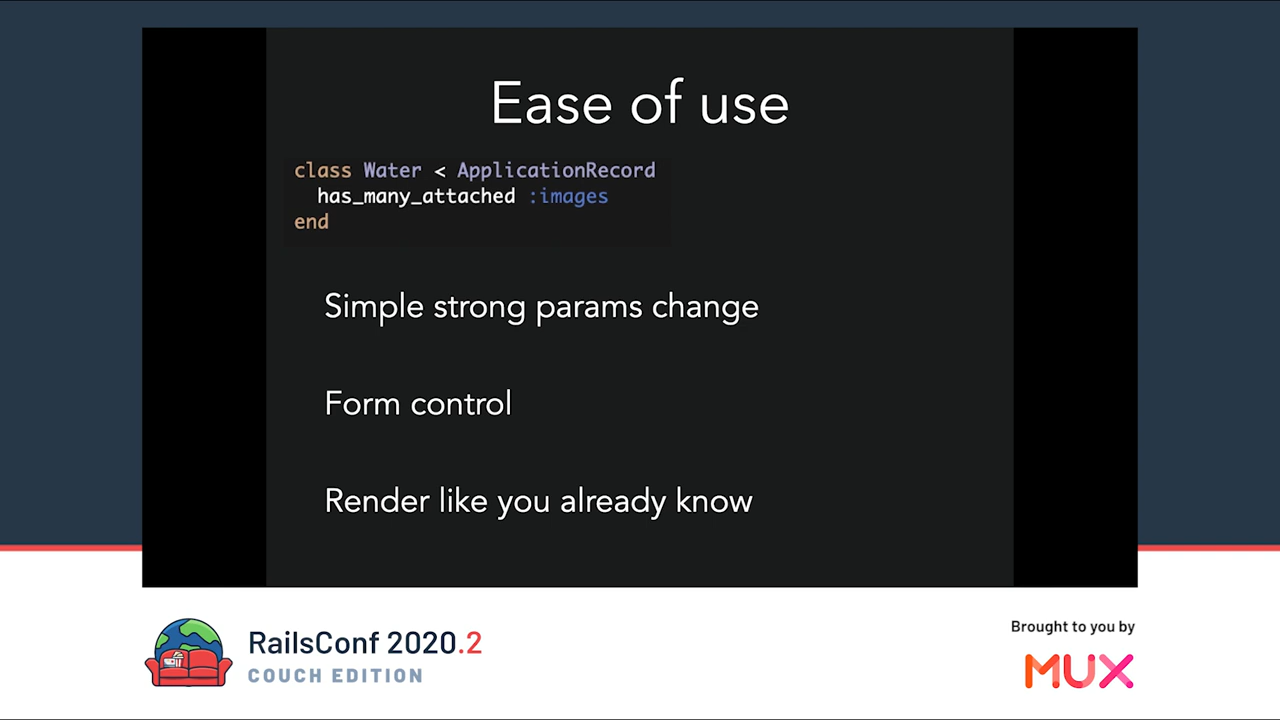 Ease of use
class Water < ApplicationRecord
  has_many_attached :images
end
Simple strong params change
Form control
Render like you already know
RailsConf 2020.2
COUCH EDITION
Brought to you by
MUX